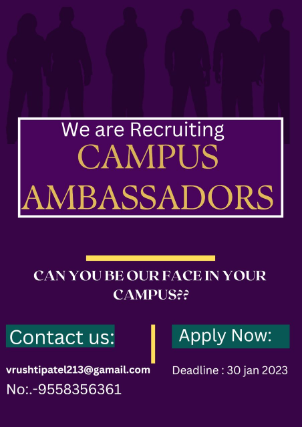 We are Recruiting
CAMPUS
AMBASSADORS
CAN YOU BE OUR FACE IN YOUR
CAMPUS??
Contact us:
vrushtipatel213@gamail.com
No:.-9558356361
Apply Now:
Deadline : 30 jan 2023